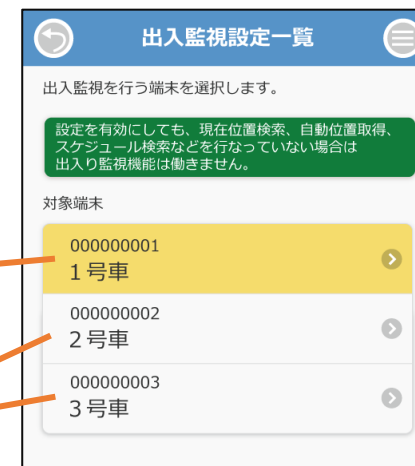 出入監視設定一覧
出入監視を行う端末を選択します。
設定を有効にしても、現在位置検索、自動位置取得、
スケジュール検索などを行なっていない場合は
出入り監視機能は働きません。
対象端末
000000001
1号車
000000002
2号車
000000003
3号車